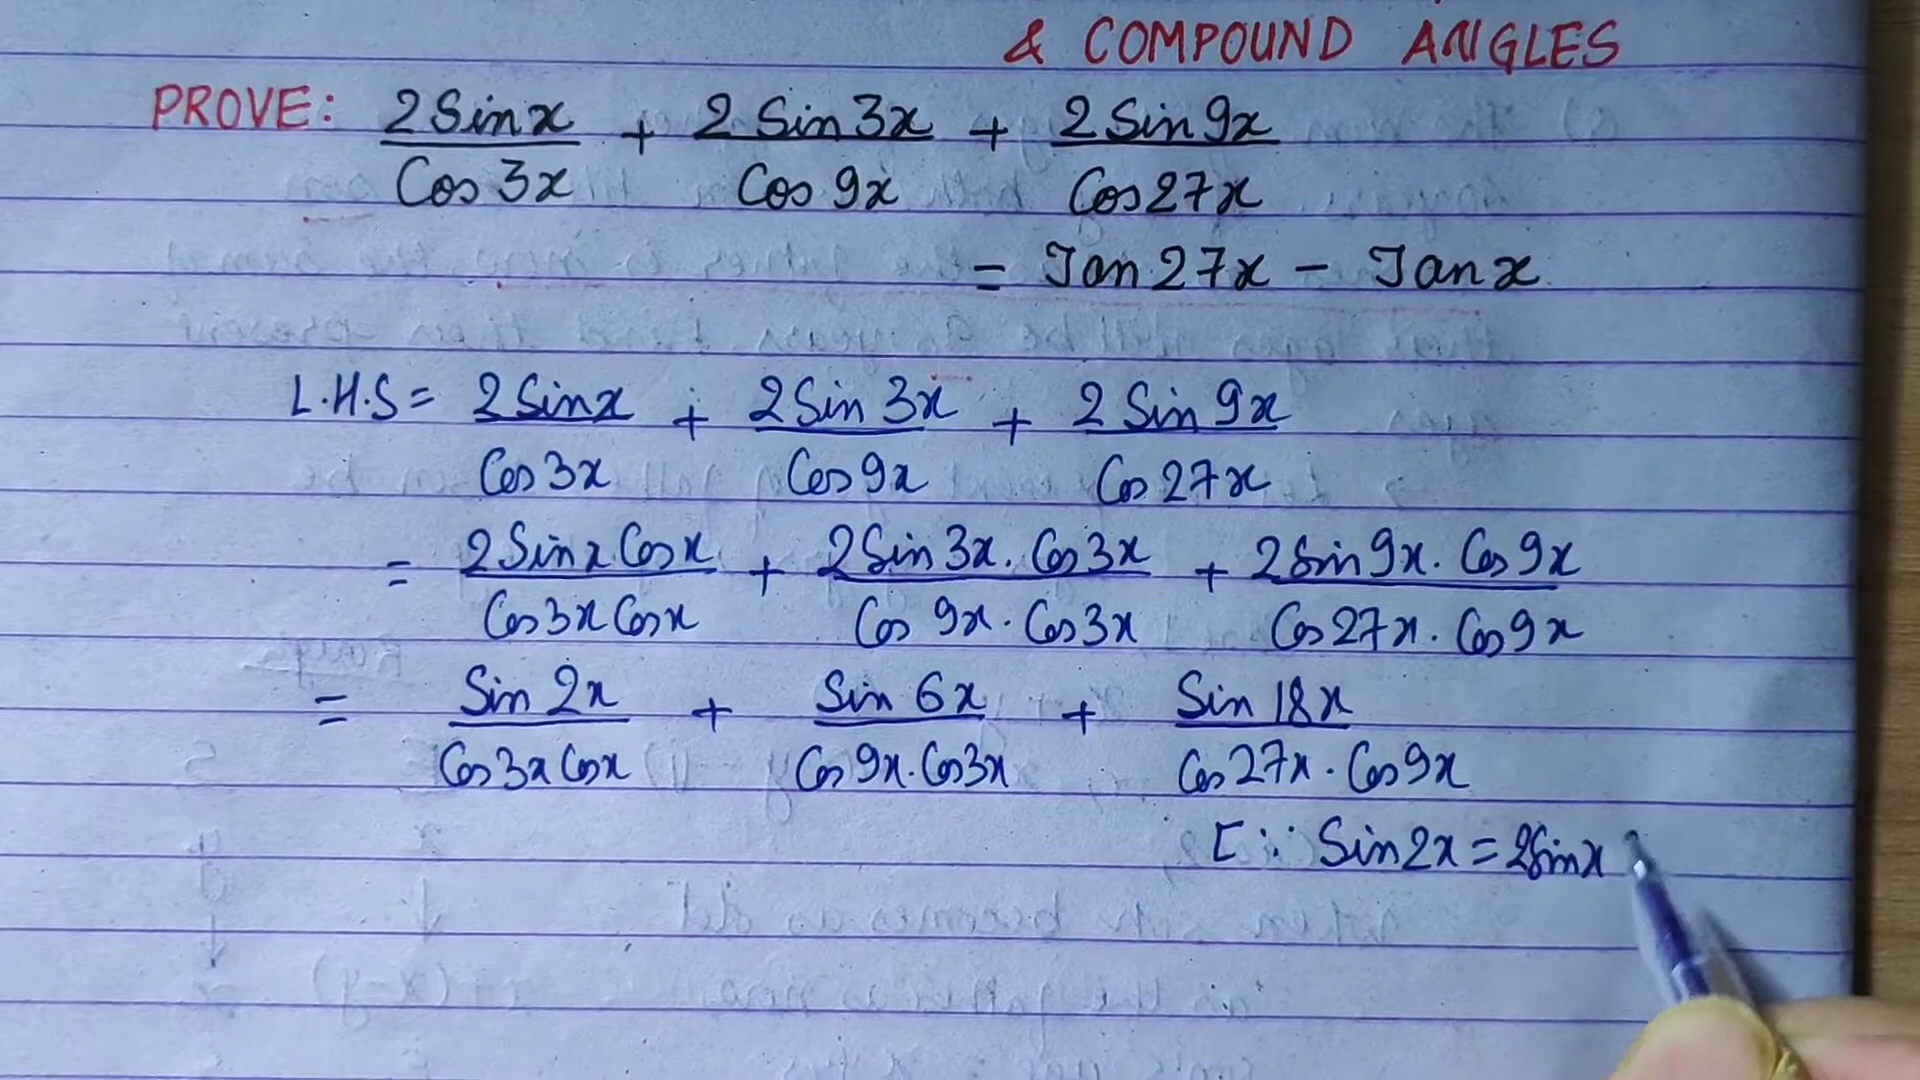 & COMPOUND ANGLES
PROVE: 2Sinx/Cos3x + 2Sin3x/Cos9x + 2Sin9x/Cos27x
= Tan27x - Tanx
L.H.S = 2Sinx/Cos3x + 2Sin3x/Cos9x + 2Sin9x/Cos27x
= 2SinxCosx/Cos3xCosx + 2Sin3x.Cos3x/Cos9x.Cos3x + 2Sin9x.Cos9x/Cos27x.Cos9x
= Sin2x/Cos3xCosx + Sin6x/Cos9x.Cos3x + Sin18x/Cos27x.Cos9x
[∵ Sin2x = 2Sinx